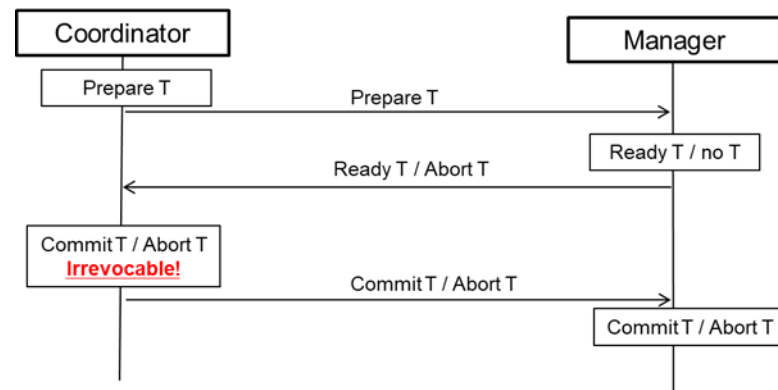 Coordinator
Manager
Prepare T
Prepare T
Ready T / no T
Ready T / Abort T
Commit T / Abort T
Irrevocable!
Commit T / Abort T
Commit T / Abort T